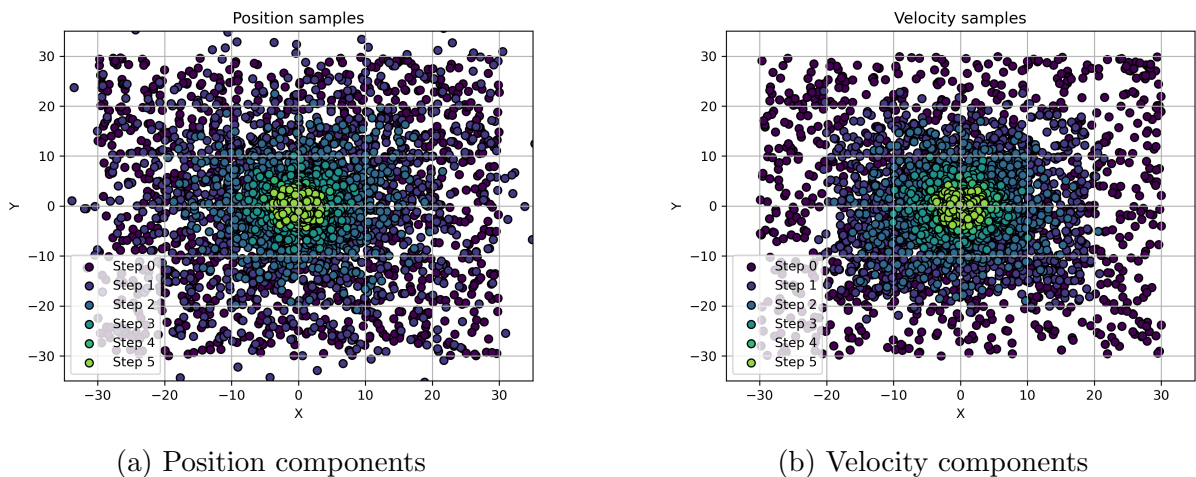 Position samples
30
20
10
0
−10
−20
−30
Y
Step 0
Step 1
Step 2
Step 3
Step 4
Step 5
−30 −20 −10 0 10 20 30
X
(a) Position components
Velocity samples
30
20
10
0
−10
−20
−30
Y
Step 0
Step 1
Step 2
Step 3
Step 4
Step 5
−30 −20 −10 0 10 20 30
X
(b) Velocity components